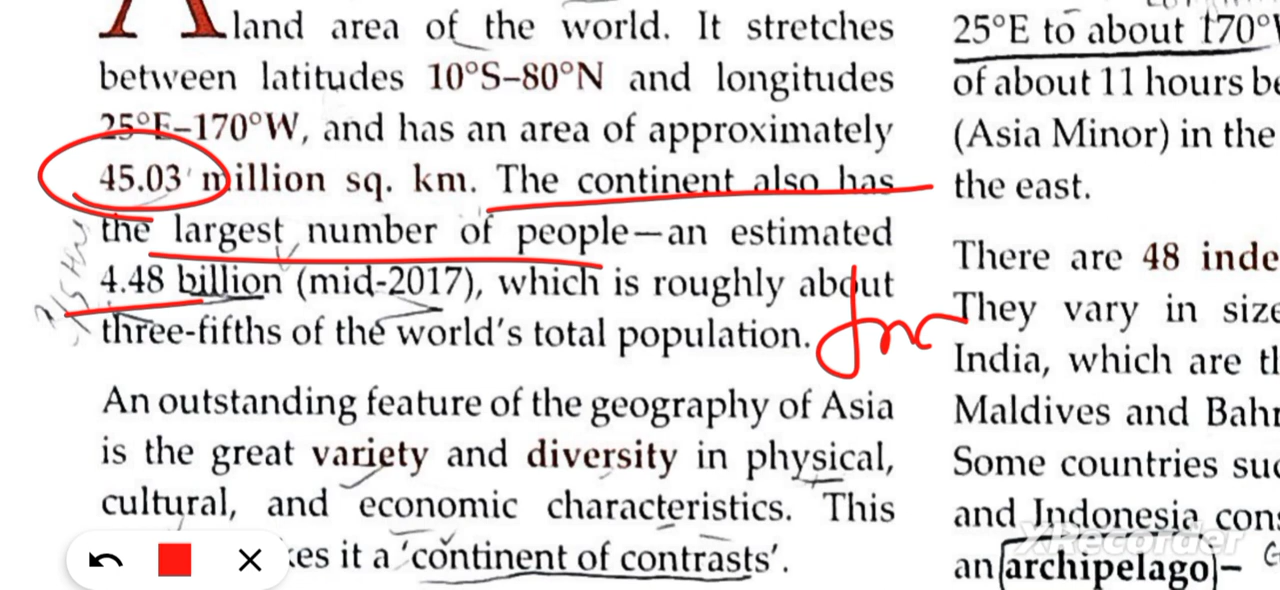 land area of the world. It stretches
between latitudes 10°S–80°N and longitudes
25°E–170°W, and has an area of approximately
45.03 million sq. km. The continent also has
the largest number of people—an estimated
4.48 billion (mid-2017), which is roughly about
three-fifths of the world's total population.
An outstanding feature of the geography of Asia
is the great variety and diversity in physical,
cultural, and economic characteristics. This
kes it a 'continent of contrasts'.
25°E to about 170°W
of about 11 hours be
(Asia Minor) in the
the east.
There are 48 inde
They vary in size
India, which are th
Maldives and Bahr
Some countries suc
and Indonesia cons
an archipelago–
XRecorder